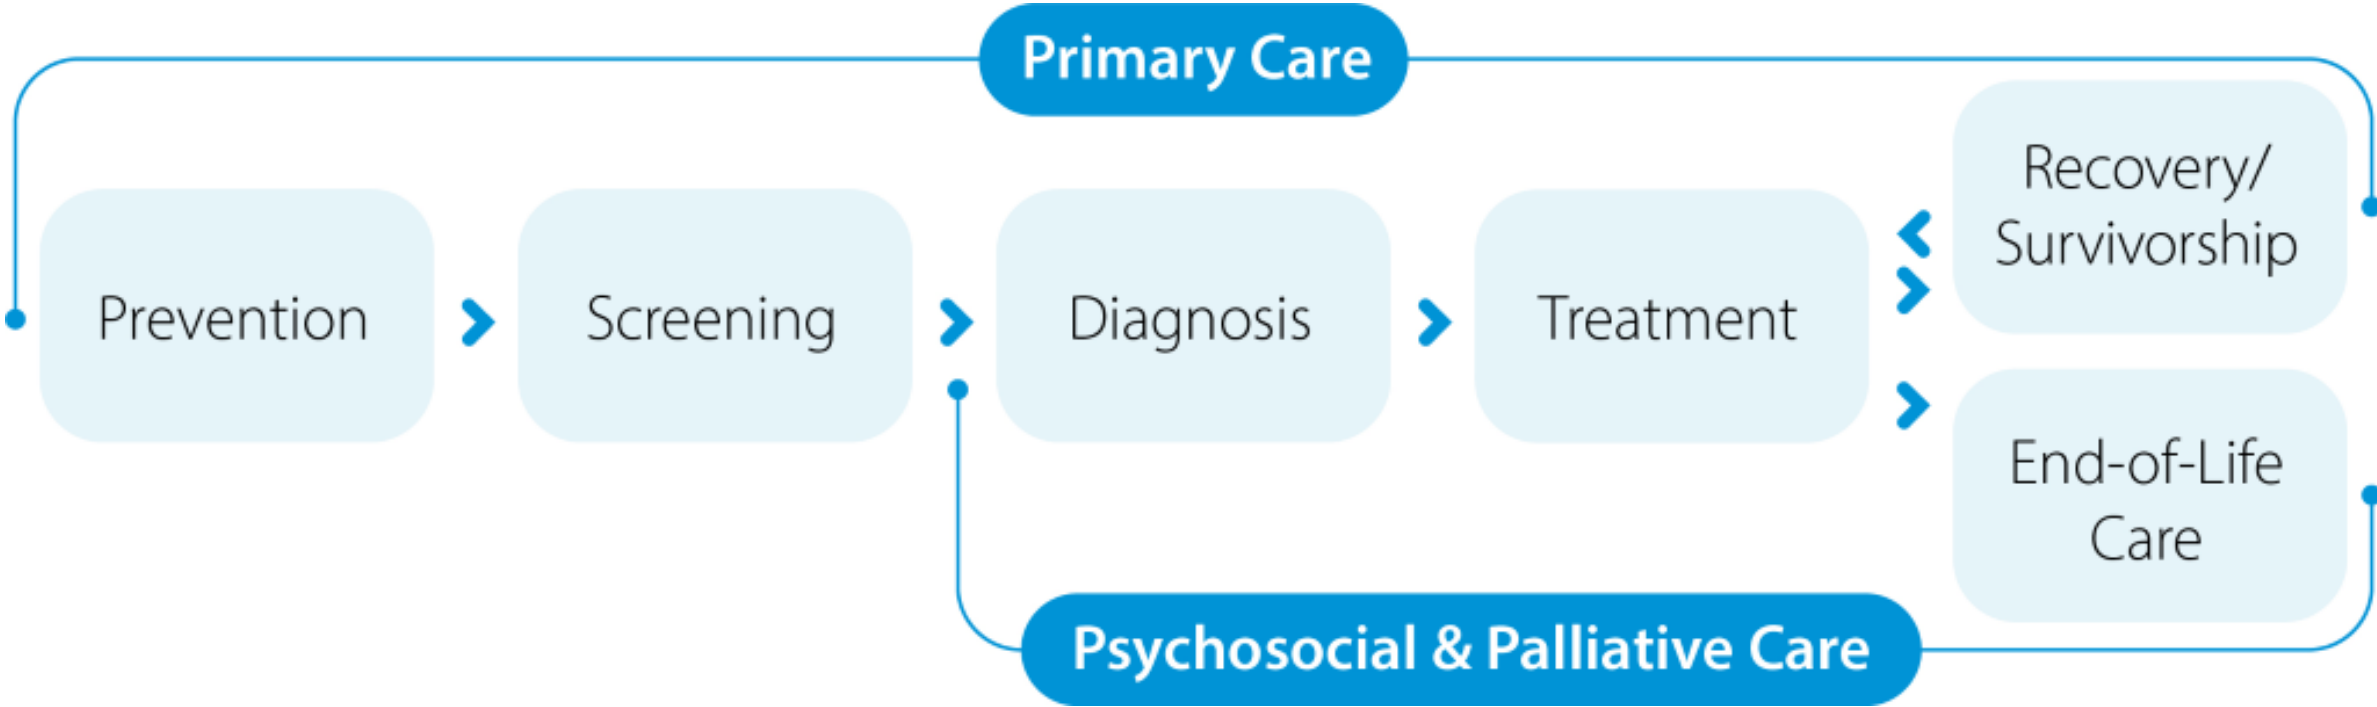 Primary Care
Prevention
Screening
Diagnosis
Treatment
Recovery/
Survivorship
End-of-Life
Care
Psychosocial & Palliative Care